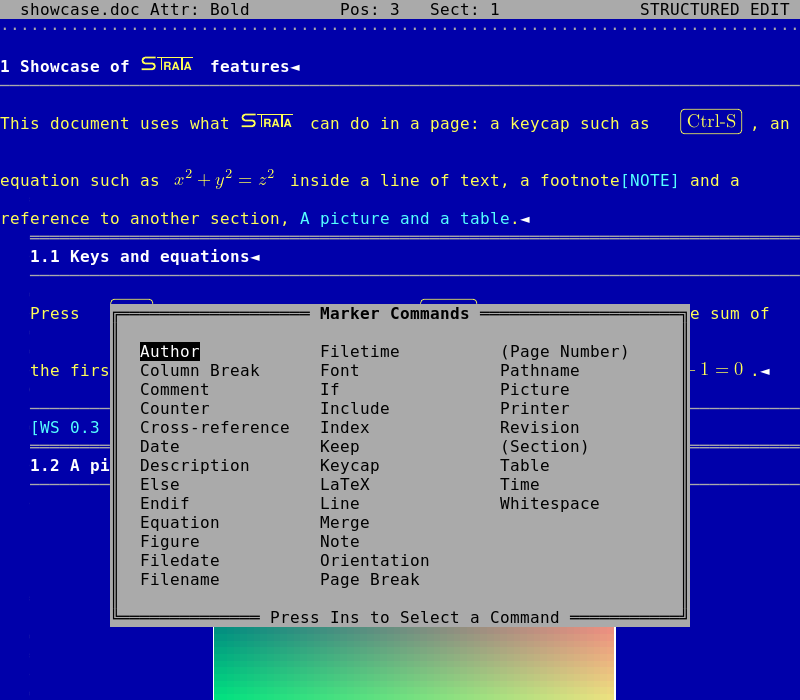 showcase.doc Attr: Bold Pos: 3 Sect: 1 STRUCTURED EDIT
1 Showcase of STRATA features◄
This document uses what STRATA can do in a page: a keycap such as Ctrl-S , an
equation such as x² + y² = z² inside a line of text, a footnote[NOTE] and a
reference to another section, A picture and a table.◄
1.1 Keys and equations◄
Press e sum of
the firs − 1 = 0 .◄
[WS 0.3
1.2 A pi
Marker Commands
Author Filetime (Page Number)
Column Break Font Pathname
Comment If Picture
Counter Include Printer
Cross-reference Index Revision
Date Keep (Section)
Description Keycap Table
Else LaTeX Time
Endif Line Whitespace
Equation Merge
Figure Note
Filedate Orientation
Filename Page Break
Press Ins to Select a Command